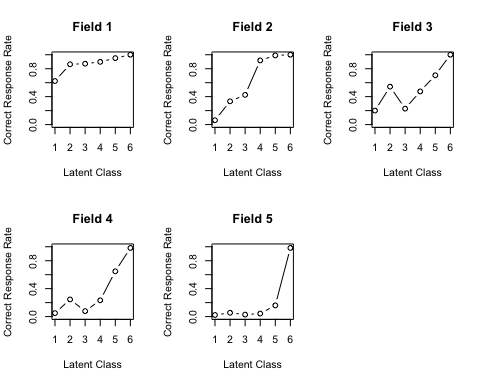 Field 1
Correct Response Rate
0.0 0.4 0.8
1 2 3 4 5 6
Latent Class
Field 2
Correct Response Rate
0.0 0.4 0.8
1 2 3 4 5 6
Latent Class
Field 3
Correct Response Rate
0.0 0.4 0.8
1 2 3 4 5 6
Latent Class
Field 4
Correct Response Rate
0.0 0.4 0.8
1 2 3 4 5 6
Latent Class
Field 5
Correct Response Rate
0.0 0.4 0.8
1 2 3 4 5 6
Latent Class